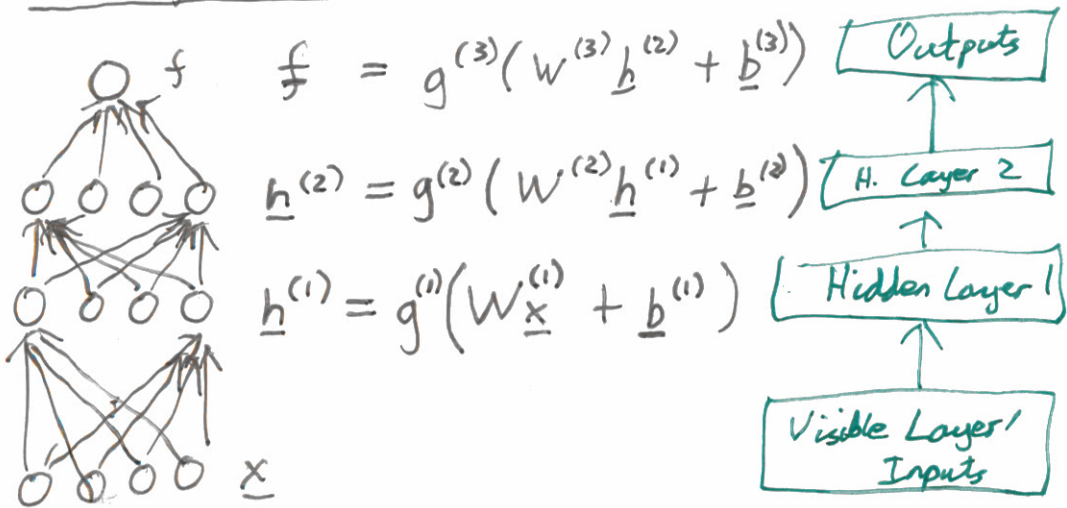 f f = g^(3)(W^(3) h^(2) + b^(3)) Outputs
h^(2) = g^(2)(W^(2) h^(1) + b^(2)) H. Layer 2
h^(1) = g^(1)(W x^(1) + b^(1)) Hidden Layer 1
x Visible Layer/
Inputs